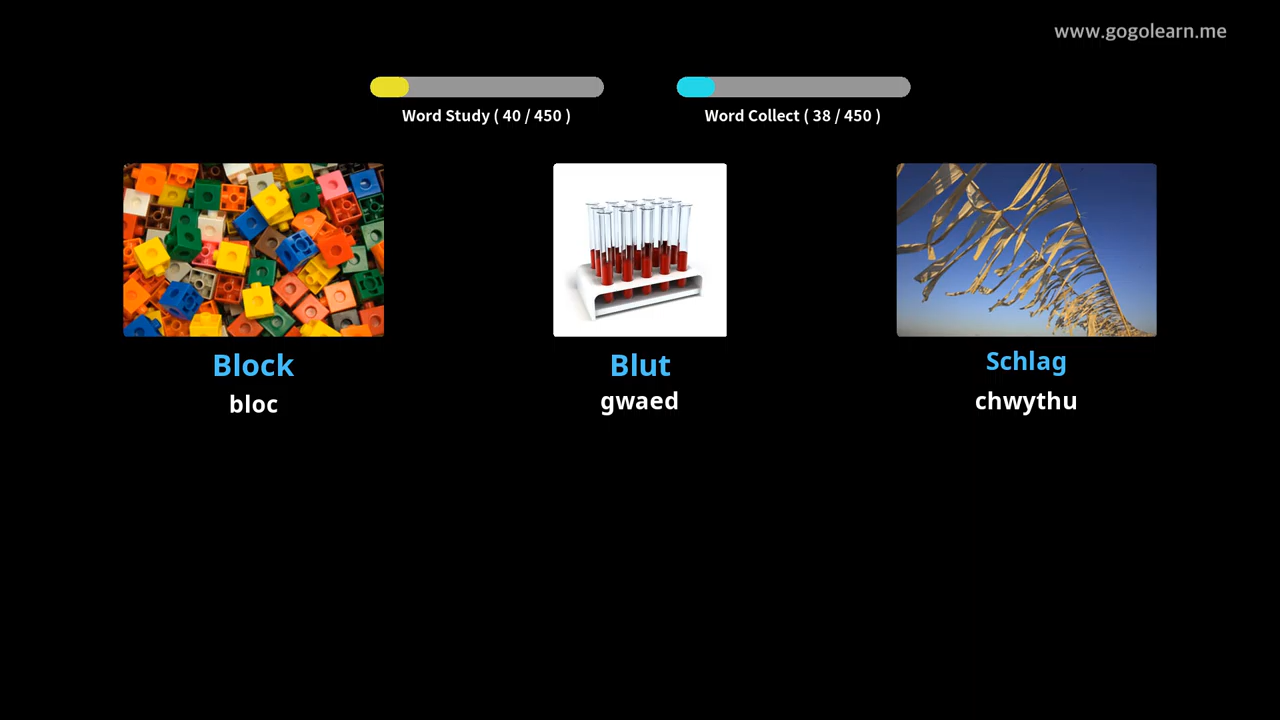 www.gogolearn.me
Word Study ( 40 / 450 )
Word Collect ( 38 / 450 )
Block
bloc
Blut
gwaed
Schlag
chwythu